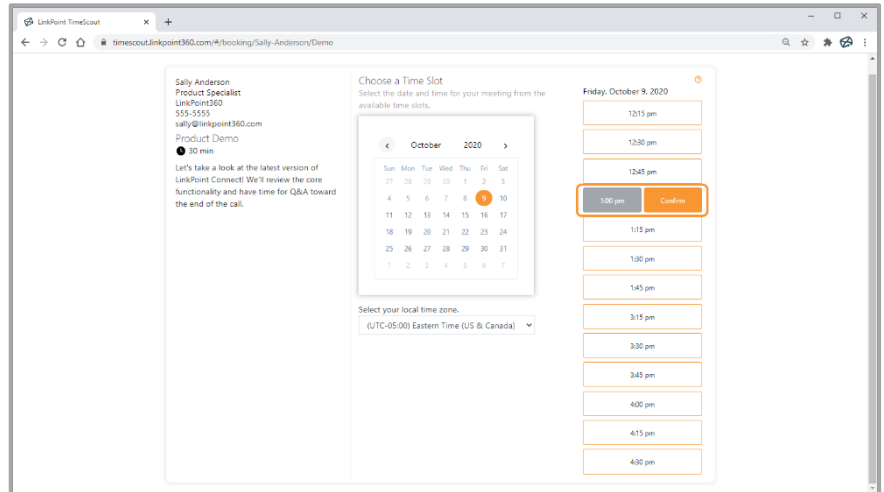 LinkPoint TimeScout
timescout.linkpoint360.com/#/booking/Sally-Anderson/Demo
Sally Anderson
Product Specialist
LinkPoint360
555-5555
sally@linkpoint360.com
Product Demo
30 min
Let's take a look at the latest version of
LinkPoint Connect! We'll review the core
functionality and have time for Q&A toward
the end of the call.
Choose a Time Slot
Select the date and time for your meeting from the
available time slots.
October 2020
Sun Mon Tue Wed Thu Fri Sat
27 28 29 30 1 2 3
4 5 6 7 8 9 10
11 12 13 14 15 16 17
18 19 20 21 22 23 24
25 26 27 28 29 30 31
1 2 3 4 5 6 7
Select your local time zone.
(UTC-05:00) Eastern Time (US & Canada)
Friday, October 9, 2020
12:15 pm
12:30 pm
12:45 pm
1:00 pm Confirm
1:15 pm
1:30 pm
1:45 pm
3:15 pm
3:30 pm
3:45 pm
4:00 pm
4:15 pm
4:30 pm